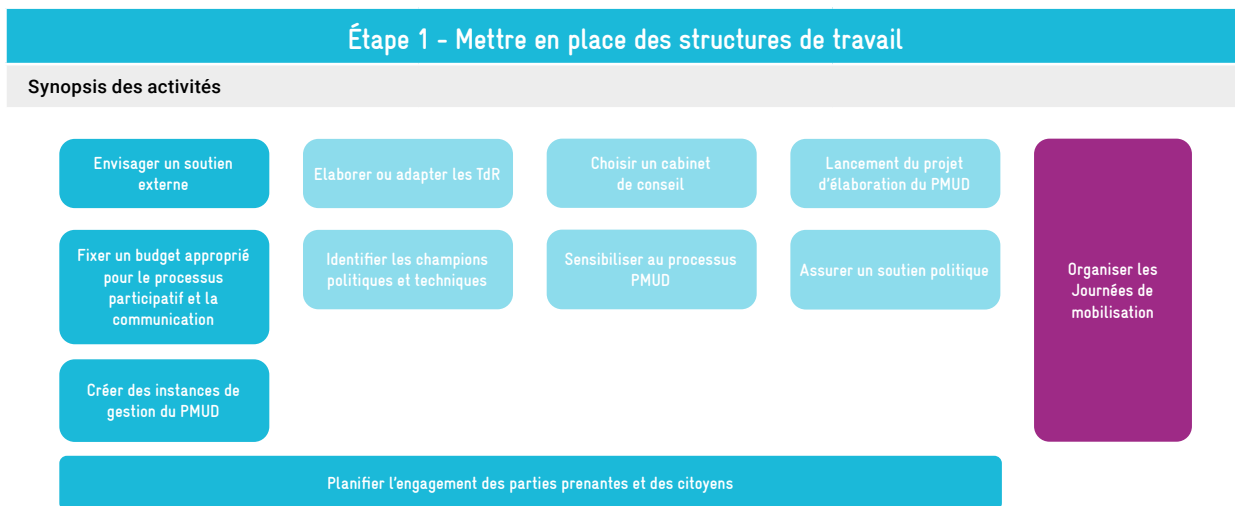 Étape 1 - Mettre en place des structures de travail
Synopsis des activités
Envisager un soutien
externe
Elaborer ou adapter les TdR
Choisir un cabinet
de conseil
Lancement du projet
d'élaboration du PMUD
Fixer un budget approprié
pour le processus
participatif et la
communication
Identifier les champions
politiques et techniques
Sensibiliser au processus
PMUD
Assurer un soutien politique
Organiser les
Journées de
mobilisation
Créer des instances de
gestion du PMUD
Planifier l'engagement des parties prenantes et des citoyens